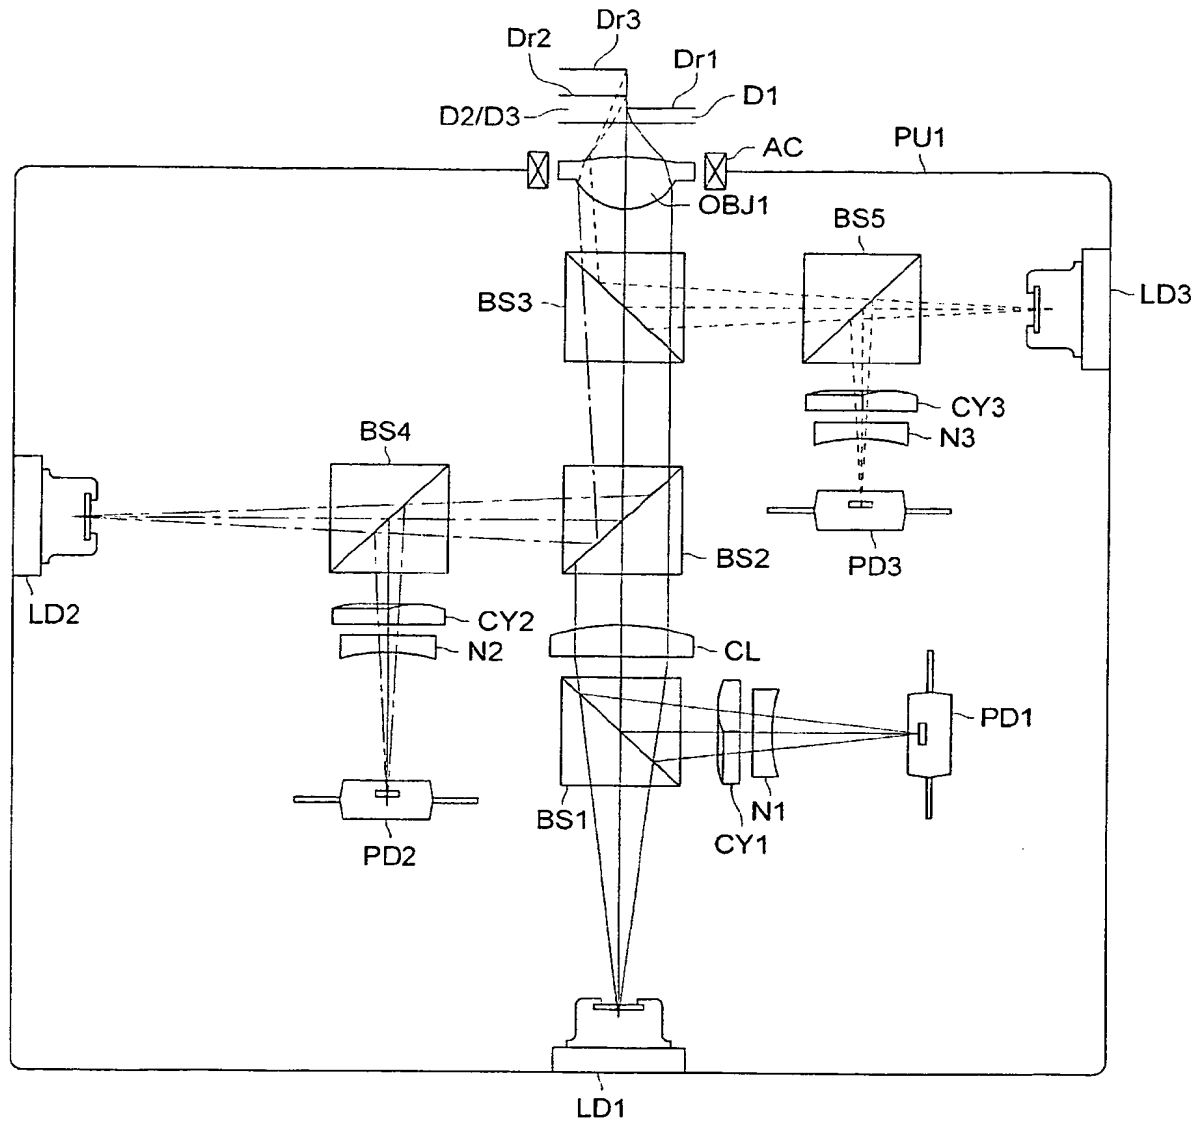 Dr3
Dr2
Dr1
D1
D2/D3
AC
PU1
OBJ1
BS5
BS3
LD3
CY3
BS4
N3
BS2
PD3
LD2
CY2
N2
CL
PD1
BS1
N1
CY1
PD2
LD1